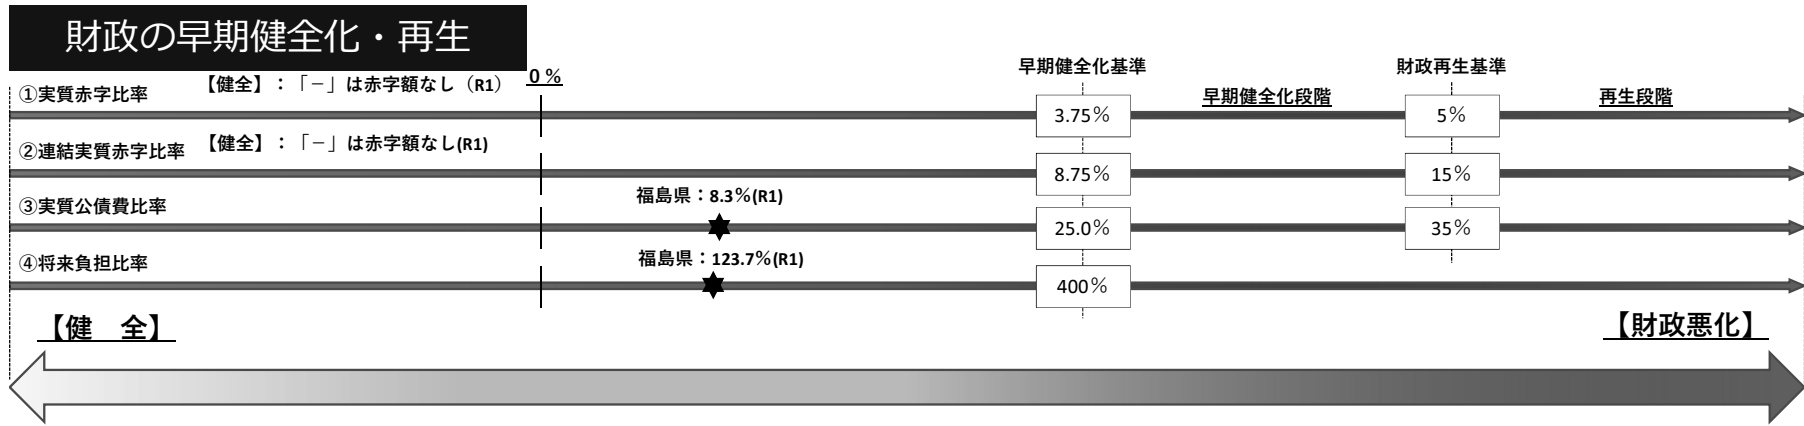 財政の早期健全化・再生
早期健全化基準
財政再生基準
①実質赤字比率
【健全】：「－」は赤字額なし（R1）
0％
3.75％
早期健全化段階
5％
再生段階
②連結実質赤字比率
【健全】：「－」は赤字額なし(R1)
8.75％
15％
③実質公債費比率
福島県：8.3％(R1)
25.0％
35％
④将来負担比率
福島県：123.7％(R1)
400％
【健　全】
【財政悪化】